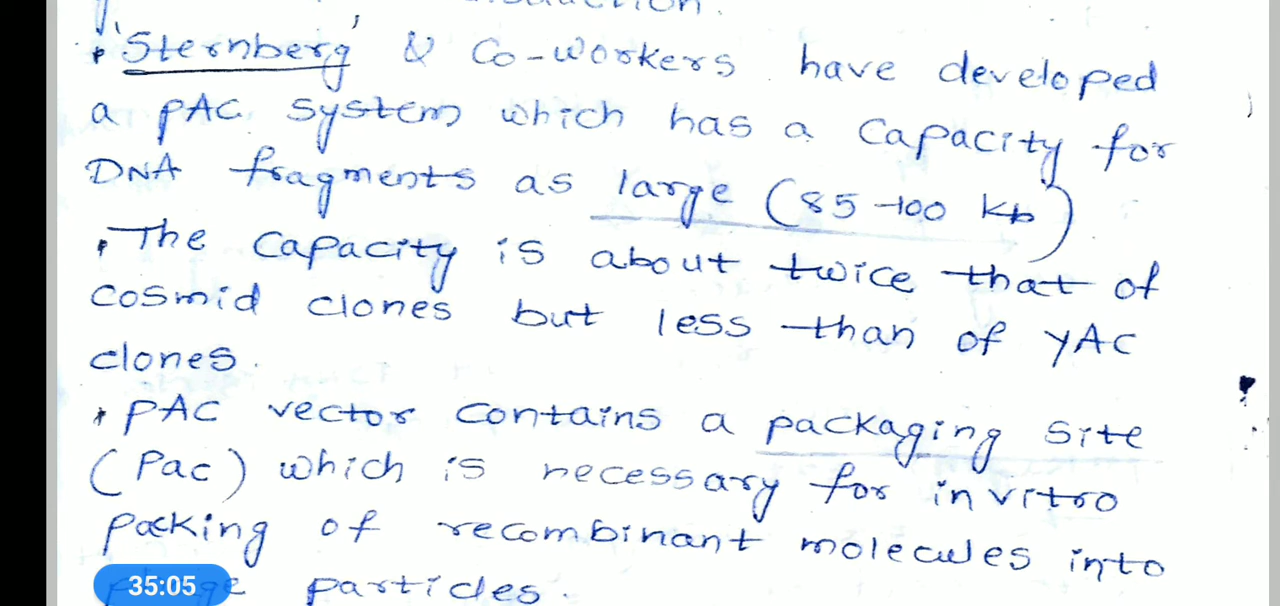 'Sternberg' & Co-workers have developed
a PAC system which has a capacity for
DNA fragments as large (85-100 kb)
The capacity is about twice that of
cosmid clones but less than of YAC
clones.
PAC vector contains a packaging site
(Pac) which is necessary for in vitro
packing of recombinant molecules into
particles.
35:05